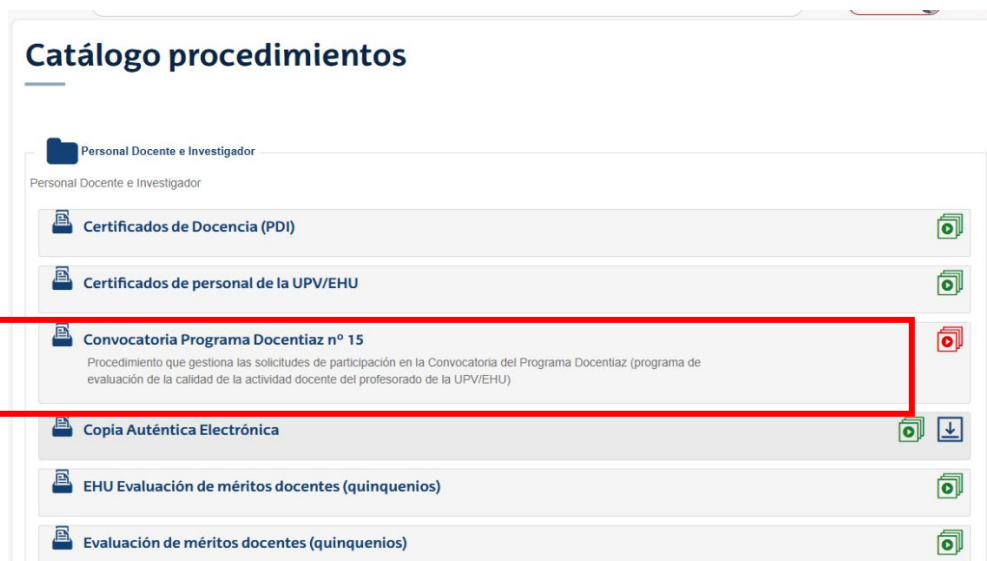 Catálogo procedimientos
Personal Docente e Investigador
Personal Docente e Investigador
Certificados de Docencia (PDI)
Certificados de personal de la UPV/EHU
Convocatoria Programa Docentiaz nº 15
Procedimiento que gestiona las solicitudes de participación en la Convocatoria del Programa Docentiaz (programa de
evaluación de la calidad de la actividad docente del profesorado de la UPV/EHU)
Copia Auténtica Electrónica
EHU Evaluación de méritos docentes (quinquenios)
Evaluación de méritos docentes (quinquenios)